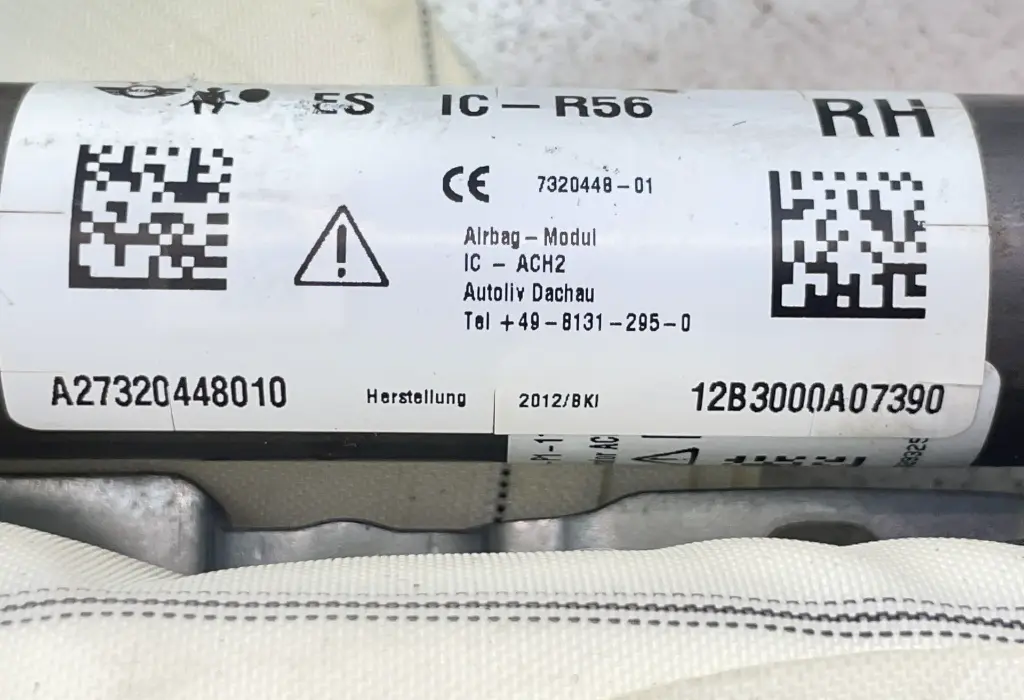 ES IC-R56 RH
CE 7320448-01
Airbag-Modul
IC - ACH2
Autoliv Dachau
Tel +49-8131-295-0
A27320448010 Herstellung 2012/BKI 12B3000A07390